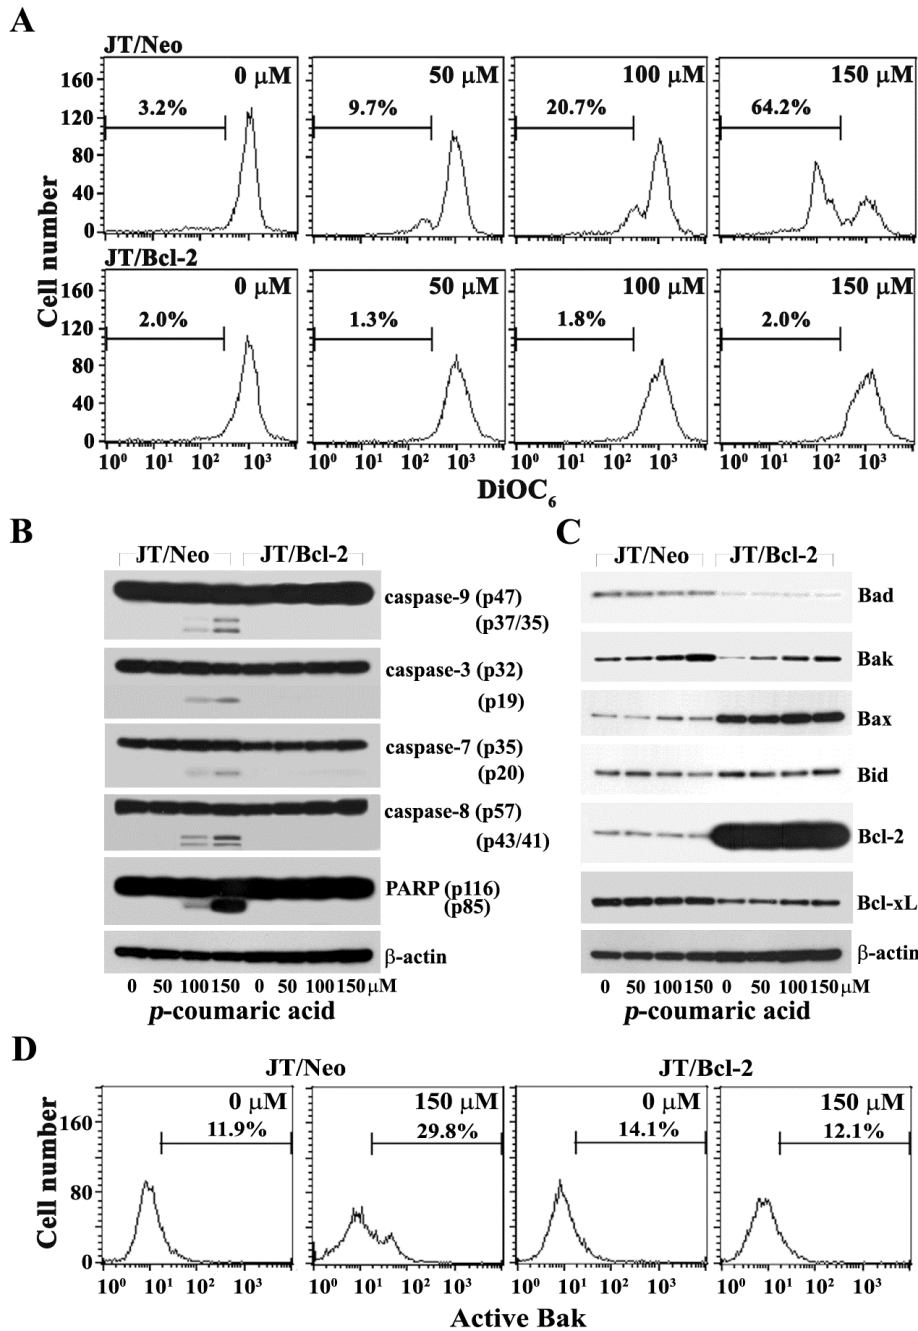 A
JT/Neo
0 μM 50 μM 100 μM 150 μM
160
3.2% 9.7% 20.7% 64.2%
120
80
40
0
Cell number
JT/Bcl-2
0 μM 50 μM 100 μM 150 μM
160
2.0% 1.3% 1.8% 2.0%
120
80
40
0
10⁰ 10¹ 10² 10³ 10⁰ 10¹ 10² 10³ 10⁰ 10¹ 10² 10³ 10⁰ 10¹ 10² 10³
DiOC₆
B
JT/Neo JT/Bcl-2
caspase-9 (p47)
(p37/35)
caspase-3 (p32)
(p19)
caspase-7 (p35)
(p20)
caspase-8 (p57)
(p43/41)
PARP (p116)
(p85)
β-actin
0 50 100 150 0 50 100 150 μM
p-coumaric acid
C
JT/Neo JT/Bcl-2
Bad
Bak
Bax
Bid
Bcl-2
Bcl-xL
β-actin
0 50 100 150 0 50 100 150 μM
p-coumaric acid
D
JT/Neo JT/Bcl-2
0 μM 150 μM 0 μM 150 μM
160
11.9% 29.8% 14.1% 12.1%
80
0
Cell number
10⁰ 10¹ 10² 10³ 10⁰ 10¹ 10² 10³ 10⁰ 10¹ 10² 10³ 10⁰ 10¹ 10² 10³
Active Bak